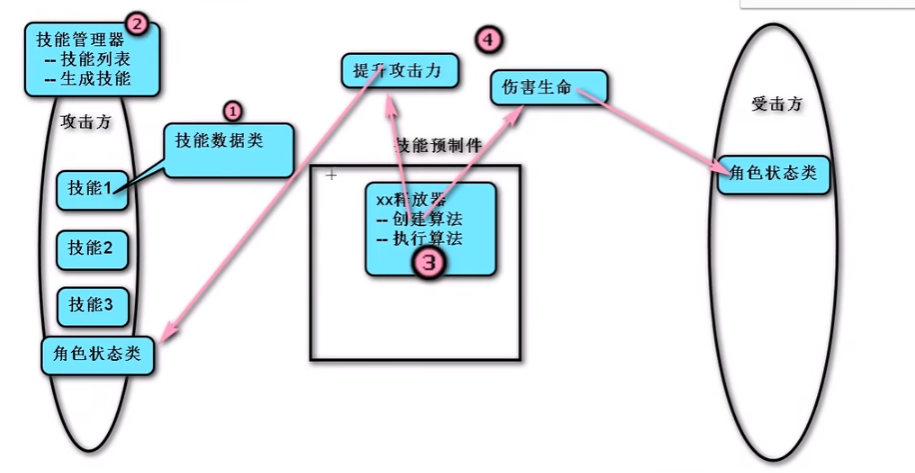 ②
技能管理器
-- 技能列表
-- 生成技能
攻击方
①
技能数据类
技能1
技能2
技能3
角色状态类
④
提升攻击力
伤害生命
技能预制件
xx释放器
-- 创建算法
-- 执行算法
③
受击方
角色状态类